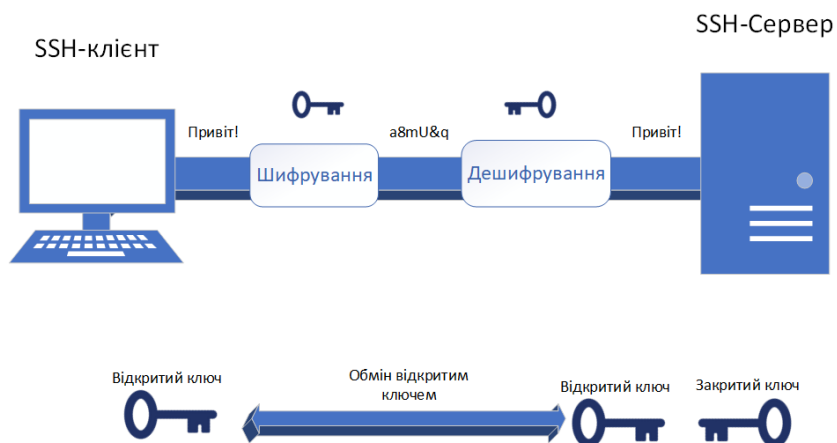 SSH-клієнт
SSH-Сервер
Привіт!
a8mU&q
Привіт!
Шифрування
Дешифрування
Відкритий ключ
Обмін відкритим
ключем
Відкритий ключ
Закритий ключ